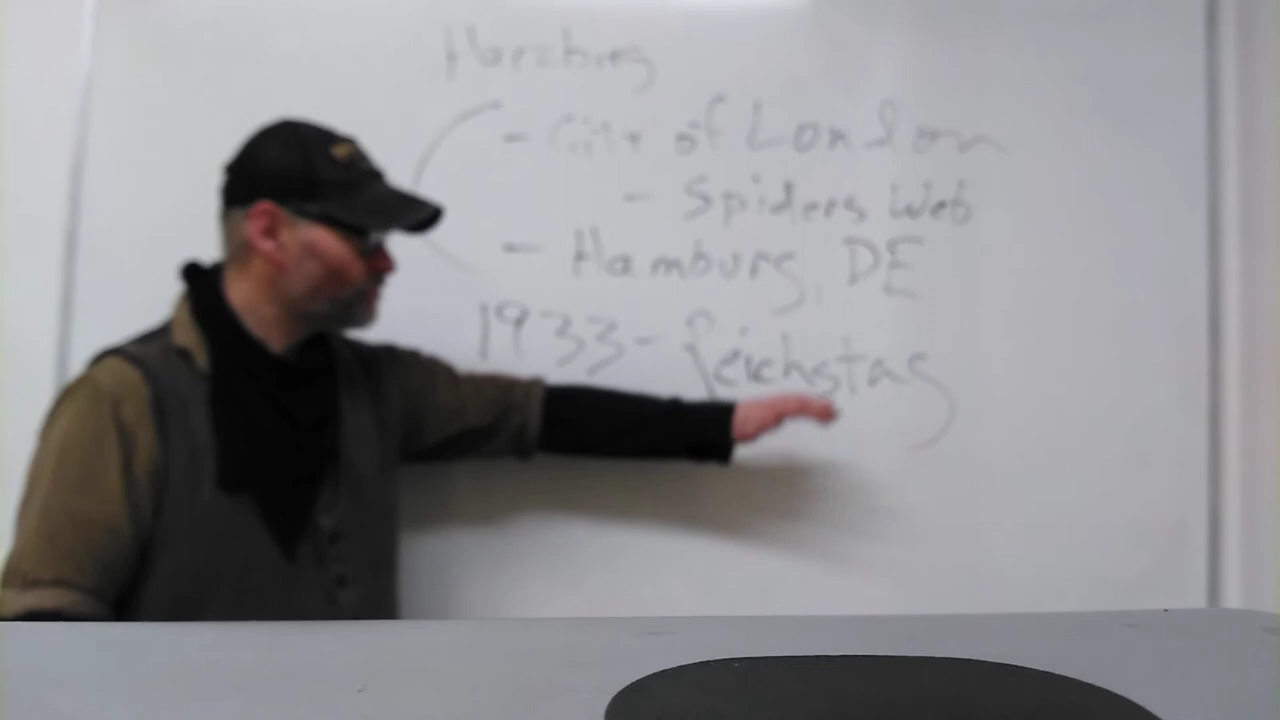 - City of London
- Spiders Web
- Hamburg, DE
1933 - Reichstag